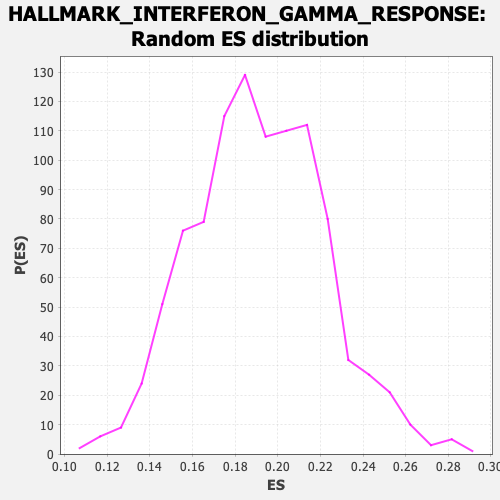 HALLMARK_INTERFERON_GAMMA_RESPONSE:
Random ES distribution
130
120
110
100
90
80
70
60
50
40
30
20
10
0
P(ES)
0.10 0.12 0.14 0.16 0.18 0.20 0.22 0.24 0.26 0.28 0.30
ES